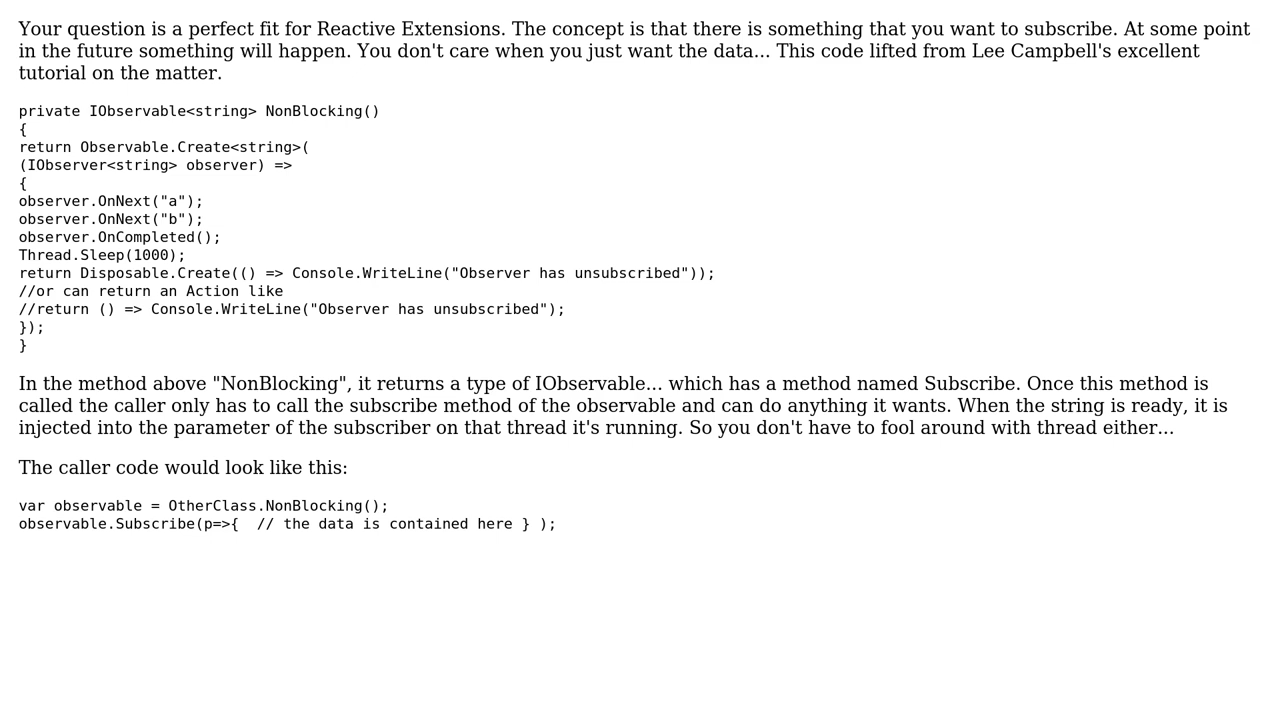 Your question is a perfect fit for Reactive Extensions. The concept is that there is something that you want to subscribe. At some point
in the future something will happen. You don't care when you just want the data... This code lifted from Lee Campbell's excellent
tutorial on the matter.
private IObservable<string> NonBlocking()
{
return Observable.Create<string>(
(IObserver<string> observer) =>
{
observer.OnNext("a");
observer.OnNext("b");
observer.OnCompleted();
Thread.Sleep(1000);
return Disposable.Create(() => Console.WriteLine("Observer has unsubscribed"));
//or can return an Action like
//return () => Console.WriteLine("Observer has unsubscribed");
});
}
In the method above "NonBlocking", it returns a type of IObservable... which has a method named Subscribe. Once this method is
called the caller only has to call the subscribe method of the observable and can do anything it wants. When the string is ready, it is
injected into the parameter of the subscriber on that thread it's running. So you don't have to fool around with thread either...
The caller code would look like this:
var observable = OtherClass.NonBlocking();
observable.Subscribe(p=>{  // the data is contained here } );